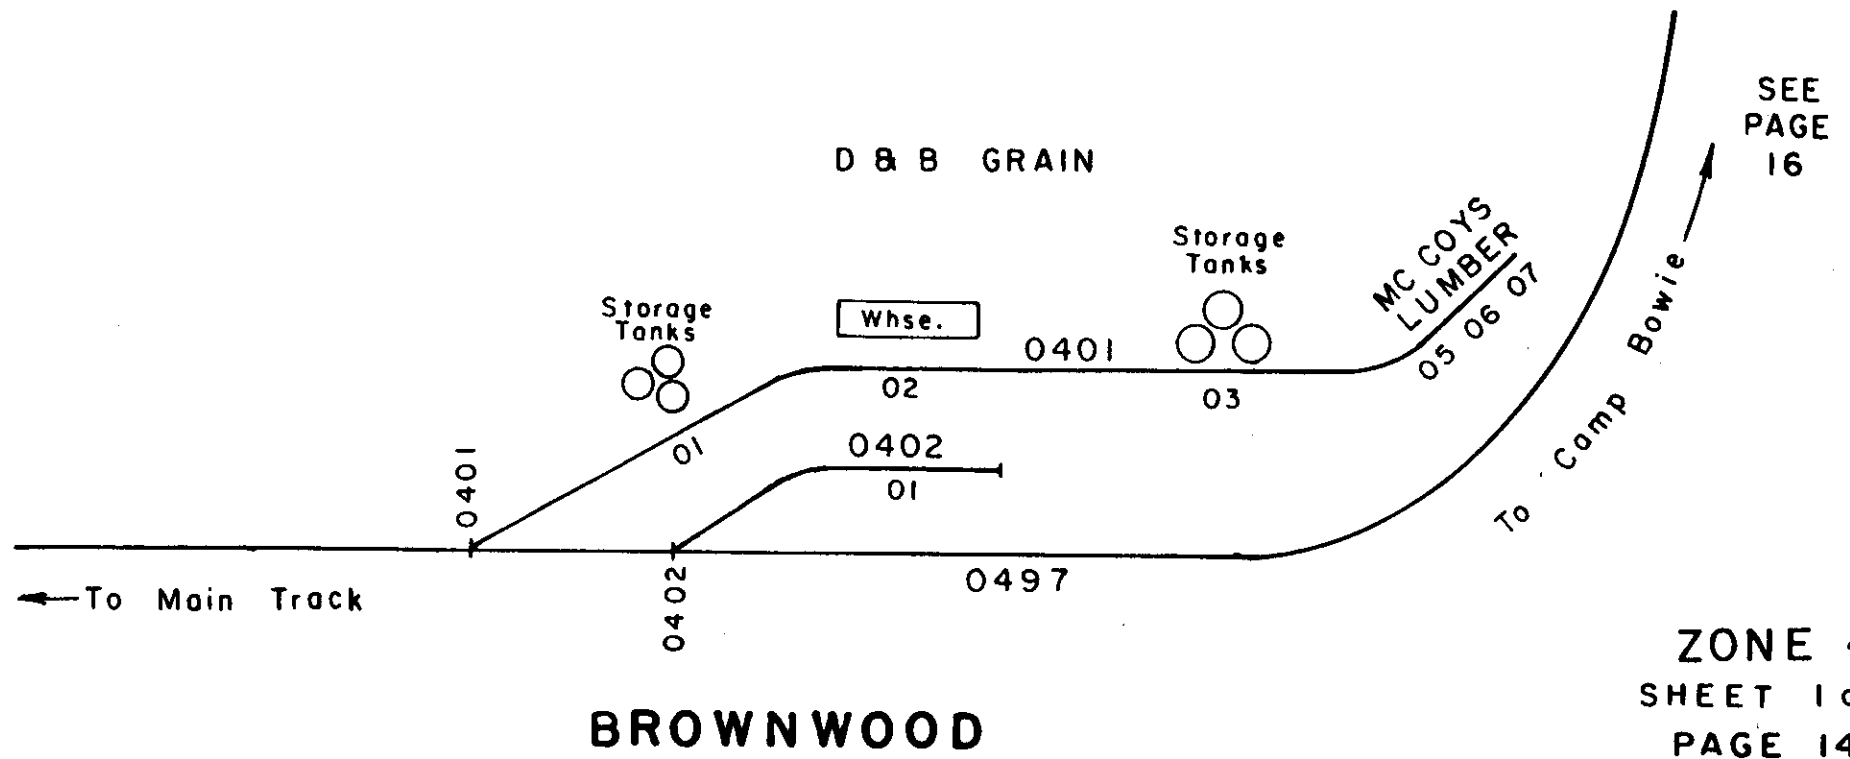 SEE
PAGE
16
D & B GRAIN
Storage
Tanks
MC COYS
LUMBER
Storage
Tanks
Whse.
0401
05 06 07
02
03
01
0402
01
0401
0402
0497
To Camp Bowie
To Main Track
ZONE
SHEET 1
PAGE 14
BROWNWOOD